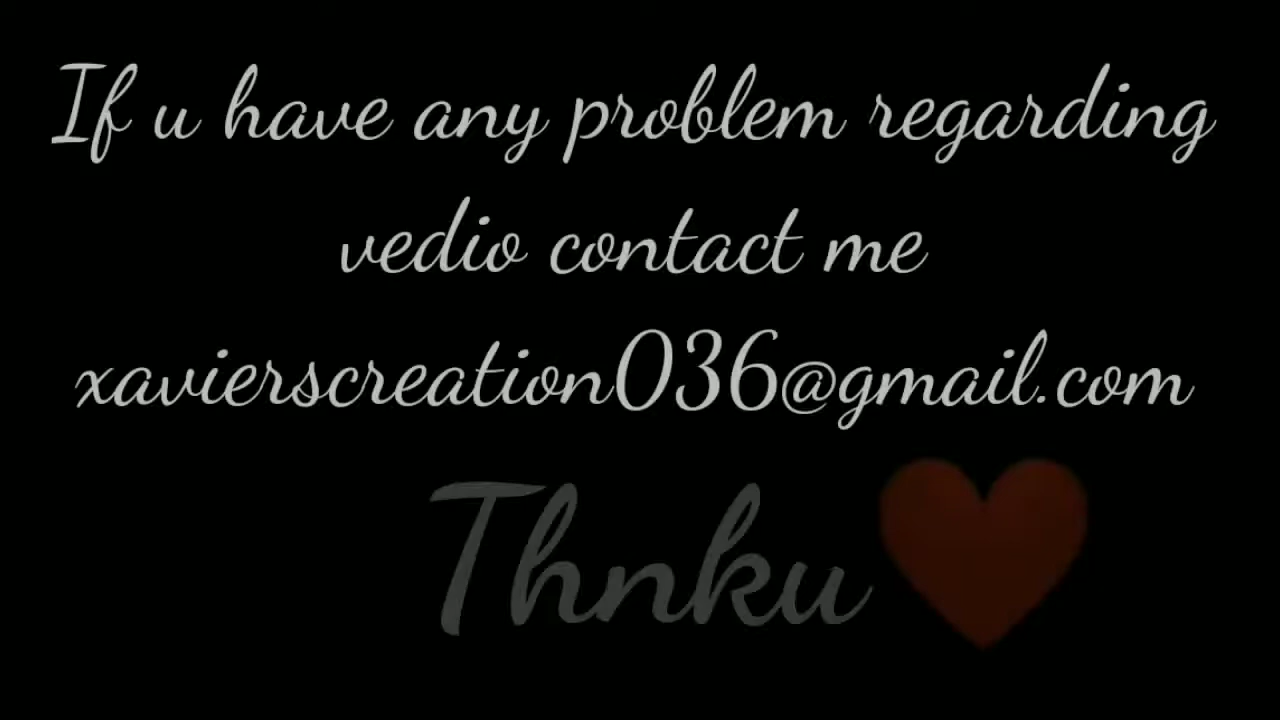 If u have any problem regarding
vedio contact me
xavierscreation036@gmail.com
Thnku